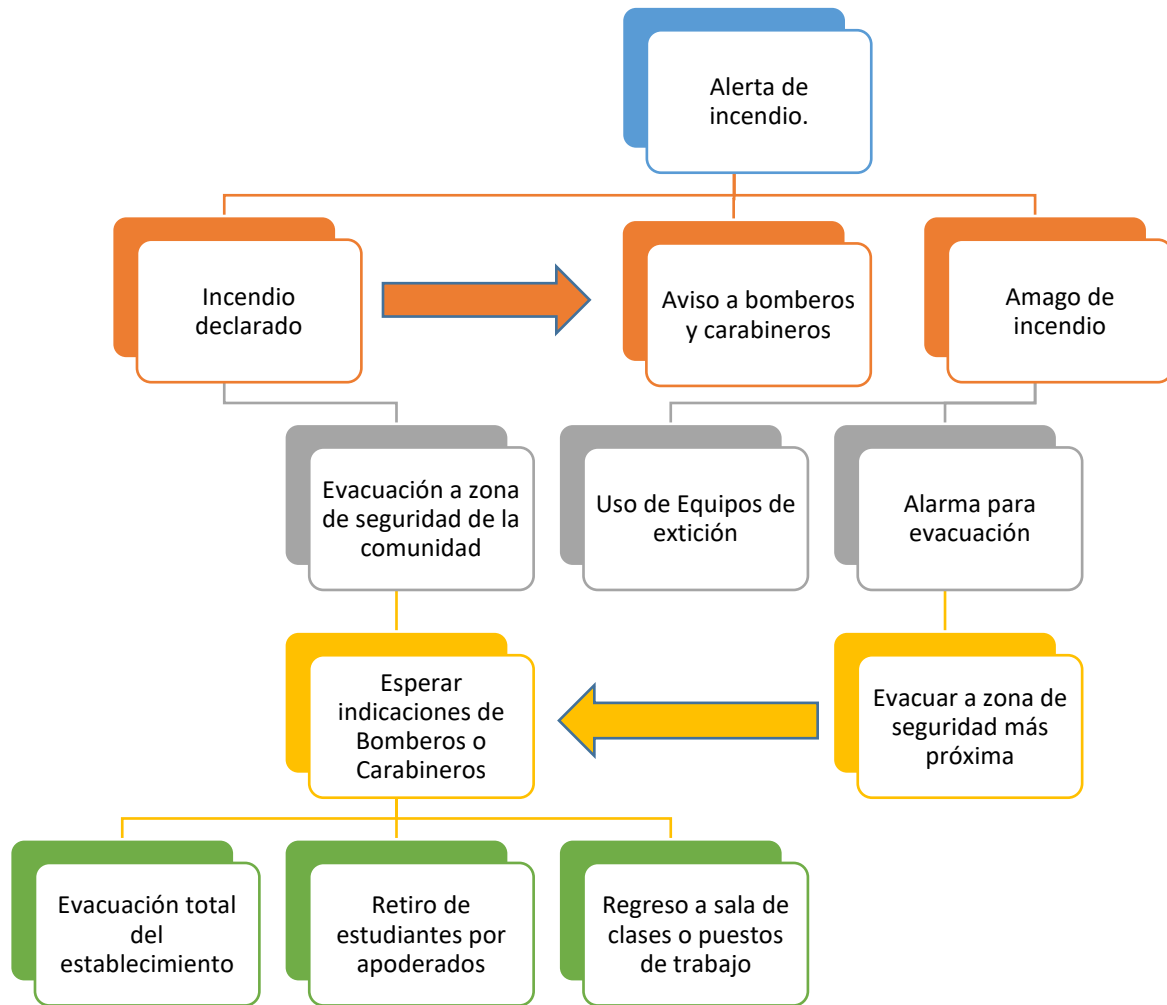 Alerta de
incendio.
Incendio
declarado
Aviso a bomberos
y carabineros
Amago de
incendio
Evacuación a zona
de seguridad de la
comunidad
Uso de Equipos de
extición
Alarma para
evacuación
Esperar
indicaciones de
Bomberos o
Carabineros
Evacuar a zona de
seguridad más
próxima
Evacuación total
del
establecimiento
Retiro de
estudiantes por
apoderados
Regreso a sala de
clases o puestos
de trabajo